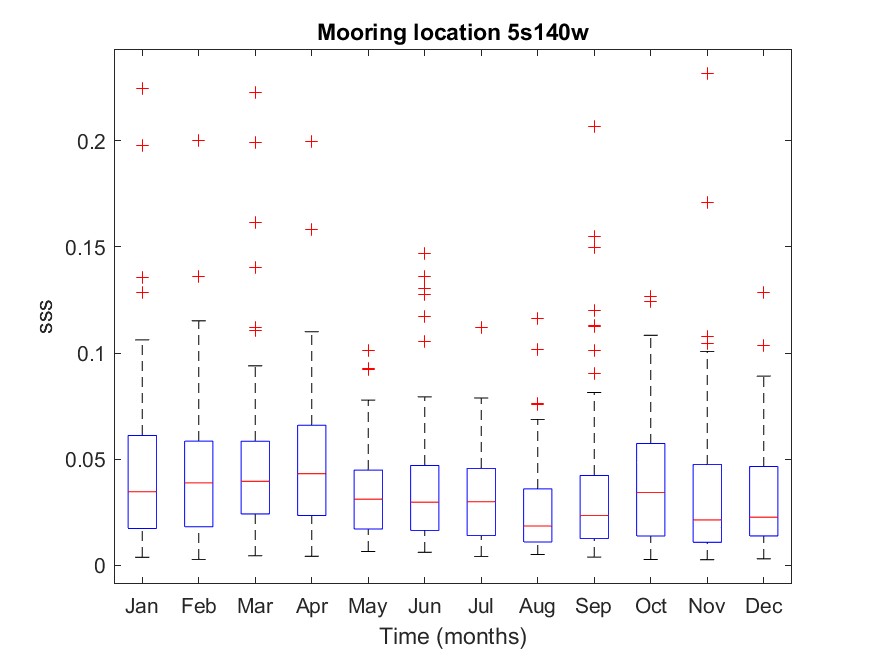 Mooring location 5s140w
0.2
0.15
0.1
0.05
0
sss
Jan Feb Mar Apr May Jun Jul Aug Sep Oct Nov Dec
Time (months)